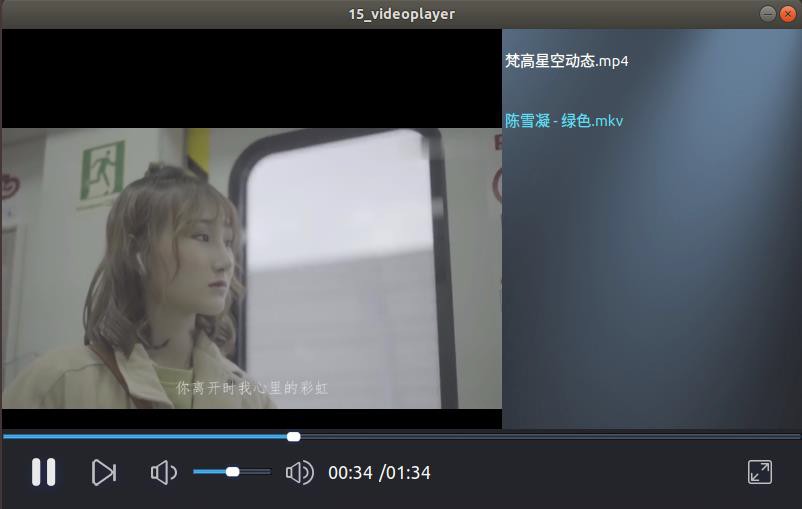 15_videoplayer
梵高星空动态.mp4
陈雪凝 - 绿色.mkv
你离开时我心里的彩虹
00:34 /01:34